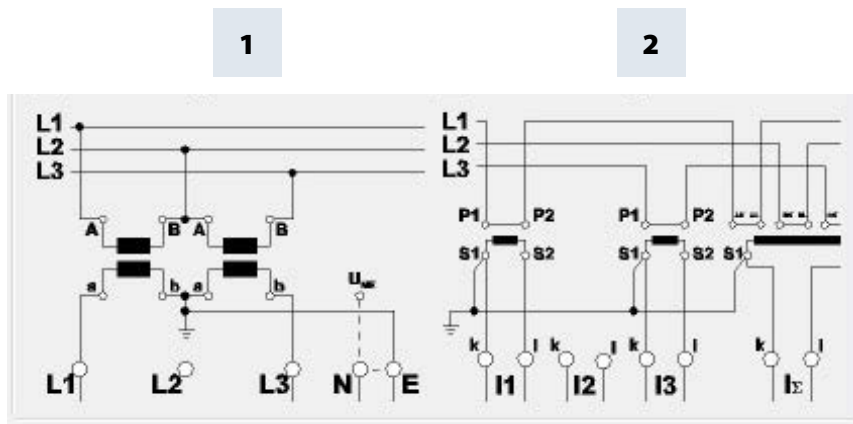 1 2
L1 L1
L2 L2
L3 L3
P1 P2 P1 P2
A B A B
S1 S2 S1 S2 S1
a b a b
k l k l k l k l
L1 L2 L3 N E I1 I2 I3 IΣ